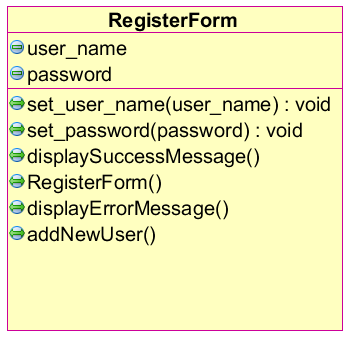 RegisterForm
user_name
password
set_user_name(user_name) : void
set_password(password) : void
displaySuccessMessage()
RegisterForm()
displayErrorMessage()
addNewUser()